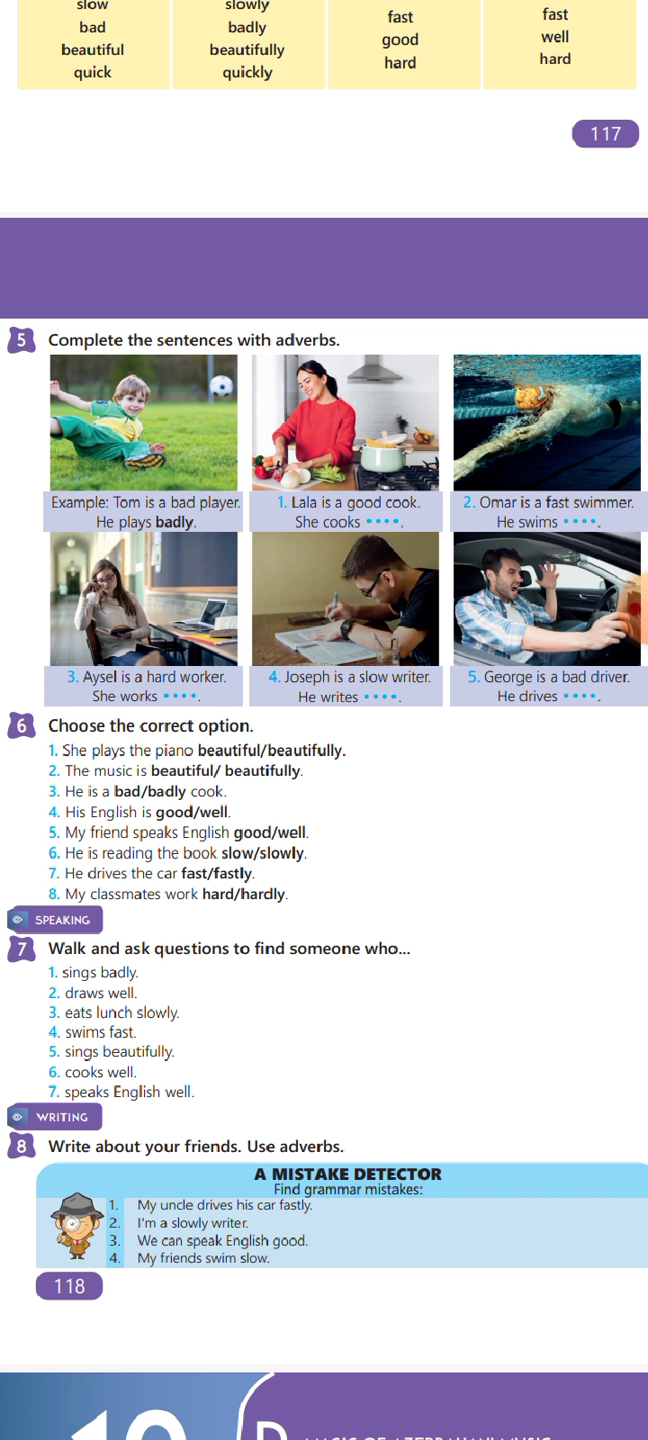 slow
bad
beautiful
quick
slowly
badly
beautifully
quickly
fast
good
hard
fast
well
hard
117
5 Complete the sentences with adverbs.
Example: Tom is a bad player.
He plays badly.
1. Lala is a good cook.
She cooks ••••.
2. Omar is a fast swimmer.
He swims ••••.
3. Aysel is a hard worker.
She works ••••.
4. Joseph is a slow writer.
He writes ••••.
5. George is a bad driver.
He drives ••••.
6 Choose the correct option.
1. She plays the piano beautiful/beautifully.
2. The music is beautiful/ beautifully.
3. He is a bad/badly cook.
4. His English is good/well.
5. My friend speaks English good/well.
6. He is reading the book slow/slowly.
7. He drives the car fast/fastly.
8. My classmates work hard/hardly.
SPEAKING
7 Walk and ask questions to find someone who...
1. sings badly.
2. draws well.
3. eats lunch slowly.
4. swims fast.
5. sings beautifully.
6. cooks well.
7. speaks English well.
WRITING
8 Write about your friends. Use adverbs.
A MISTAKE DETECTOR
Find grammar mistakes:
1. My uncle drives his car fastly.
2. I'm a slowly writer.
3. We can speak English good.
4. My friends swim slow.
118